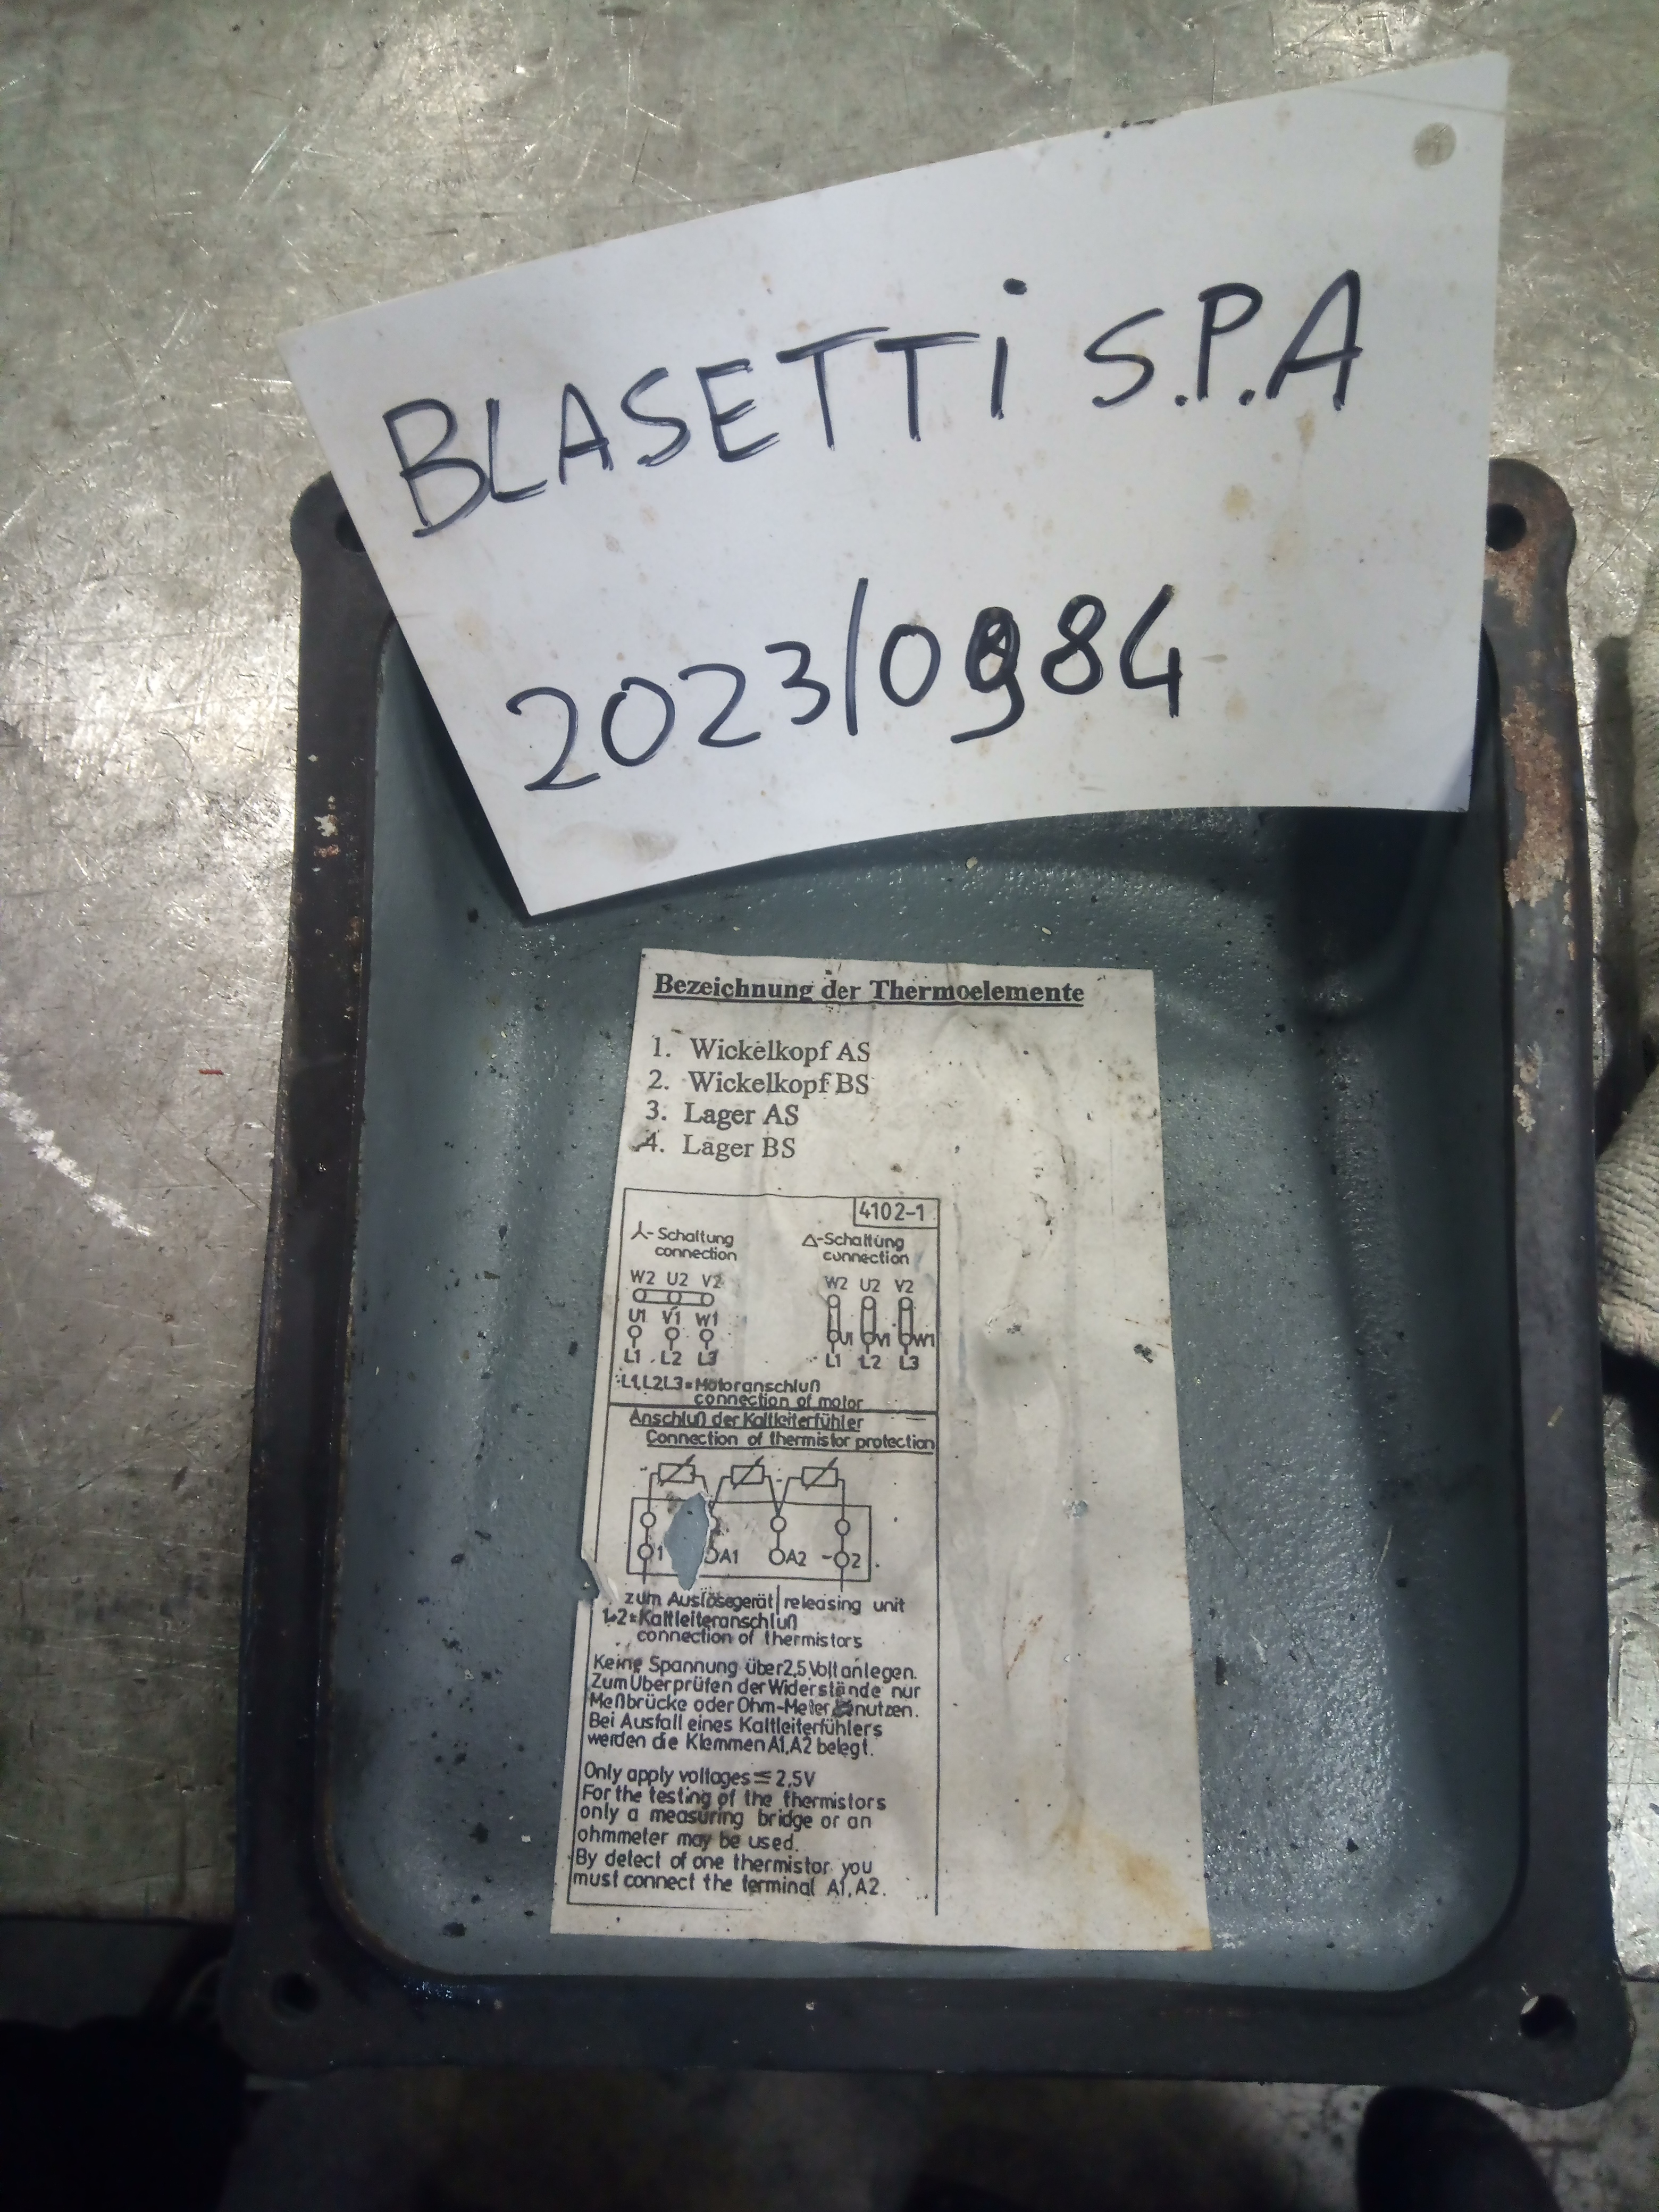 BLASETTi S.P.A
2023/0984
Bezeichnung der Thermoelemente
1. Wickelkopf AS
2. Wickelkopf BS
3. Lager AS
4. Lager BS
4102-1
⅄-Schaltung
connection
△-Schaltung
connection
W2 U2 V2
U1 V1 W1
L1 L2 L3
W2 U2 V2
U1 V1 W1
L1 L2 L3
L1,L2L3=Motoranschluß
connection of motor
Anschluß der Kaltleiterfühler
Connection of thermistor protection
1 A1 A2 2
zum Auslösegerät|releasing unit
1+2=Kaltleiteranschluß
connection of thermistors
Keine Spannung über 2,5 Volt anlegen.
Zum Überprüfen der Widerstände nur
Meßbrücke oder Ohm-Meter benutzen.
Bei Ausfall eines Kaltleiterfühlers
werden die Klemmen A1,A2 belegt.
Only apply voltages ≦ 2,5V
For the testing of the thermistors
only a measuring bridge or an
ohmmeter may be used.
By detect of one thermistor you
must connect the terminal A1,A2.